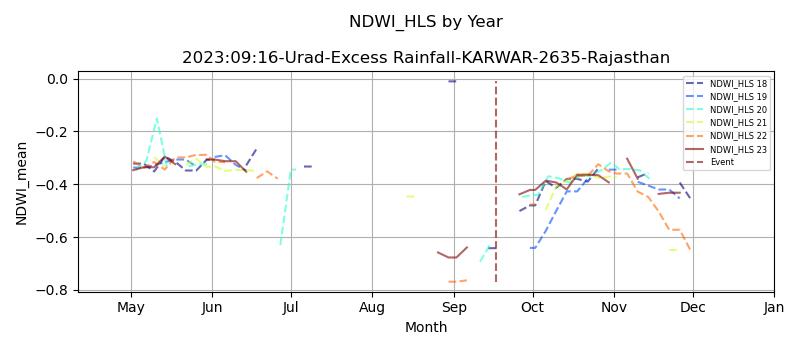 NDWI_HLS by Year
2023:09:16-Urad-Excess Rainfall-KARWAR-2635-Rajasthan
0.0
−0.2
−0.4
−0.6
−0.8
NDWI_mean
NDWI_HLS 18
NDWI_HLS 19
NDWI_HLS 20
NDWI_HLS 21
NDWI_HLS 22
NDWI_HLS 23
Event
May Jun Jul Aug Sep Oct Nov Dec Jan
Month